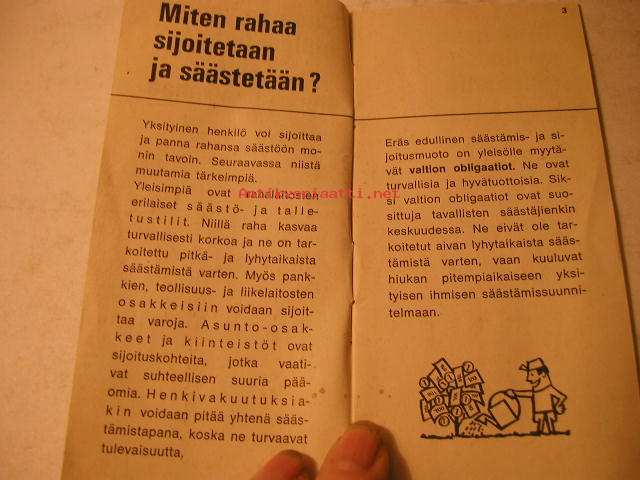 Miten rahaa
sijoitetaan
ja säästetään?
Yksityinen henkilö voi sijoittaa
ja panna rahansa säästöön mo-
nin tavoin. Seuraavassa niistä
muutamia tärkeimpiä.
Yleisimpiä ovat rahalaitosten
erilaiset säästö- ja talle-
tustilit. Niillä raha kasvaa
turvallisesti korkoa ja ne on tar-
koitettu pitkä- ja lyhytaikaista
säästämistä varten. Myös pank-
kien, teollisuus- ja liikelaitosten
osakkeisiin voidaan sijoit-
taa varoja. Asunto-osak-
keet ja kiinteistöt ovat
sijoituskohteita, jotka vaati-
vat suhteellisen suuria pää-
omia. Henkivakuutuksia-
kin voidaan pitää yhtenä sääs-
tämistapana, koska ne turvaavat
tulevaisuutta,
3
Eräs edullinen säästämis- ja si-
joitusmuoto on yleisölle myytä-
vät valtion obligaatiot. Ne ovat
turvallisia ja hyvätuottoisia. Sik-
si valtion obligaatiot ovat suo-
sittuja tavallisten säästäjienkin
keskuudessa. Ne eivät ole tar-
koitetut aivan lyhytaikaista sääs-
tämistä varten, vaan kuuluvat
hiukan pitempiaikaiseen yksi-
tyisen ihmisen säästämissuunni-
telmaan.